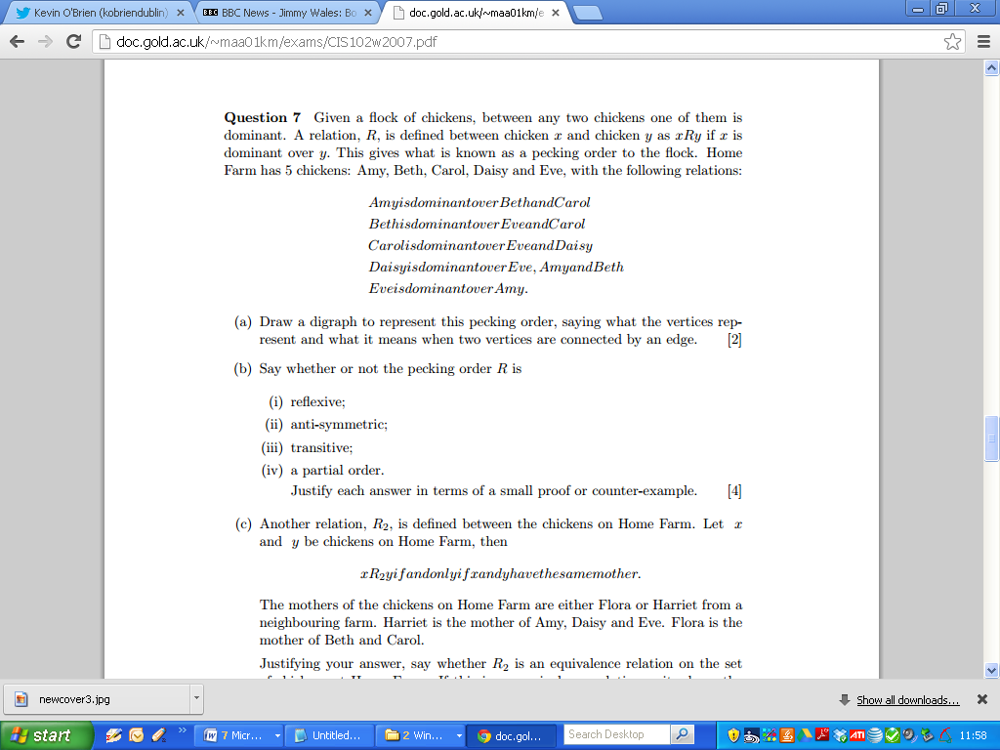 Kevin O'Brien (kobriendublin)
BBC News - Jimmy Wales: Bo
doc.gold.ac.uk/~maa01km/e
doc.gold.ac.uk/~maa01km/exams/CIS102w2007.pdf
Question 7 Given a flock of chickens, between any two chickens one of them is
dominant. A relation, R, is defined between chicken x and chicken y as xRy if x is
dominant over y. This gives what is known as a pecking order to the flock. Home
Farm has 5 chickens: Amy, Beth, Carol, Daisy and Eve, with the following relations:
AmyisdominantoverBethandCarol
BethisdominantoverEveandCarol
CarolisdominantoverEveandDaisy
DaisyisdominantoverEve, AmyandBeth
EveisdominantoverAmy.
(a) Draw a digraph to represent this pecking order, saying what the vertices rep-
resent and what it means when two vertices are connected by an edge. [2]
(b) Say whether or not the pecking order R is
(i) reflexive;
(ii) anti-symmetric;
(iii) transitive;
(iv) a partial order.
Justify each answer in terms of a small proof or counter-example. [4]
(c) Another relation, R₂, is defined between the chickens on Home Farm. Let x
and y be chickens on Home Farm, then
xR₂yifandonlyifxandyhavethesamemother.
The mothers of the chickens on Home Farm are either Flora or Harriet from a
neighbouring farm. Harriet is the mother of Amy, Daisy and Eve. Flora is the
mother of Beth and Carol.
Justifying your answer, say whether R₂ is an equivalence relation on the set
newcover3.jpg
Show all downloads...
start
7 Micr...
Untitled...
2 Win...
doc.gol...
Search Desktop
11:58